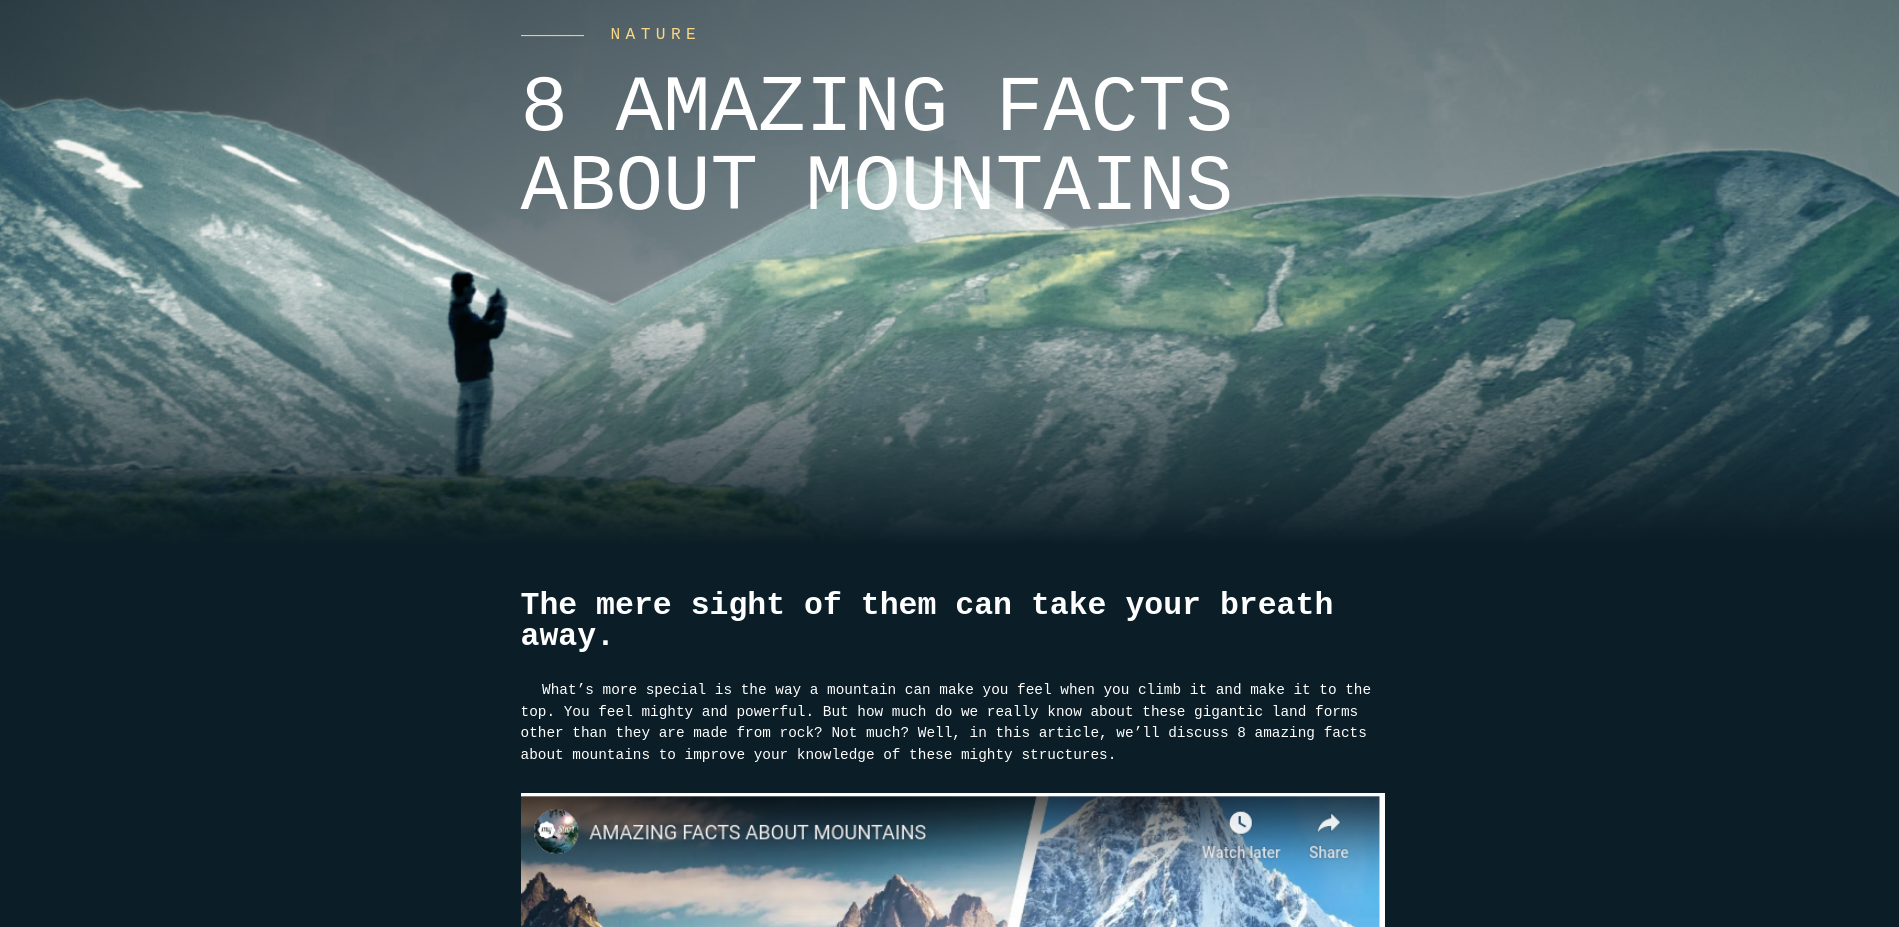 NATURE
8 AMAZING FACTS
ABOUT MOUNTAINS
The mere sight of them can take your breath
away.
What’s more special is the way a mountain can make you feel when you climb it and make it to the
top. You feel mighty and powerful. But how much do we really know about these gigantic land forms
other than they are made from rock? Not much? Well, in this article, we’ll discuss 8 amazing facts
about mountains to improve your knowledge of these mighty structures.
AMAZING FACTS ABOUT MOUNTAINS
Watch later
Share